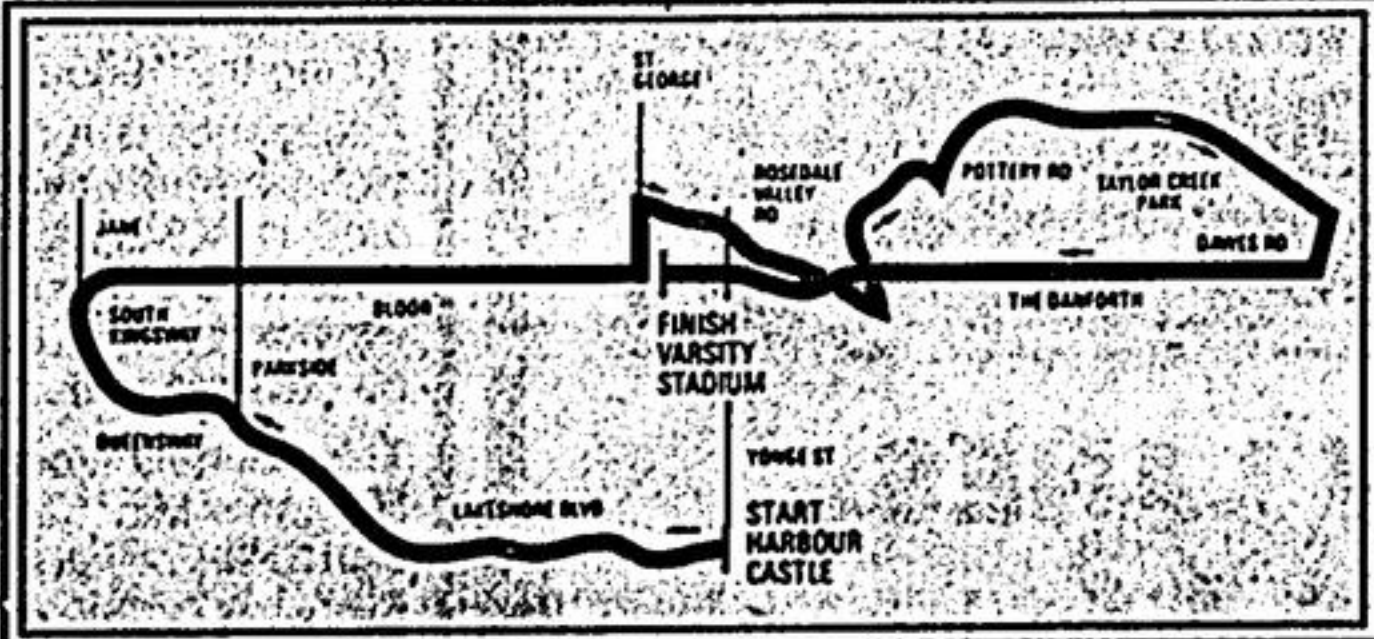 ST
GEORGE
ROSEDALE
VALLEY
RD
POTTERY RD
TAYLOR CREEK
PARK
JANE
DAWES RD
SOUTH
KINGSWAY
BLOOR
THE DANFORTH
FINISH
VARSITY
STADIUM
PARKSIDE
QUEENSWAY
YONGE ST
LAKESHORE BLVD
START
HARBOUR
CASTLE